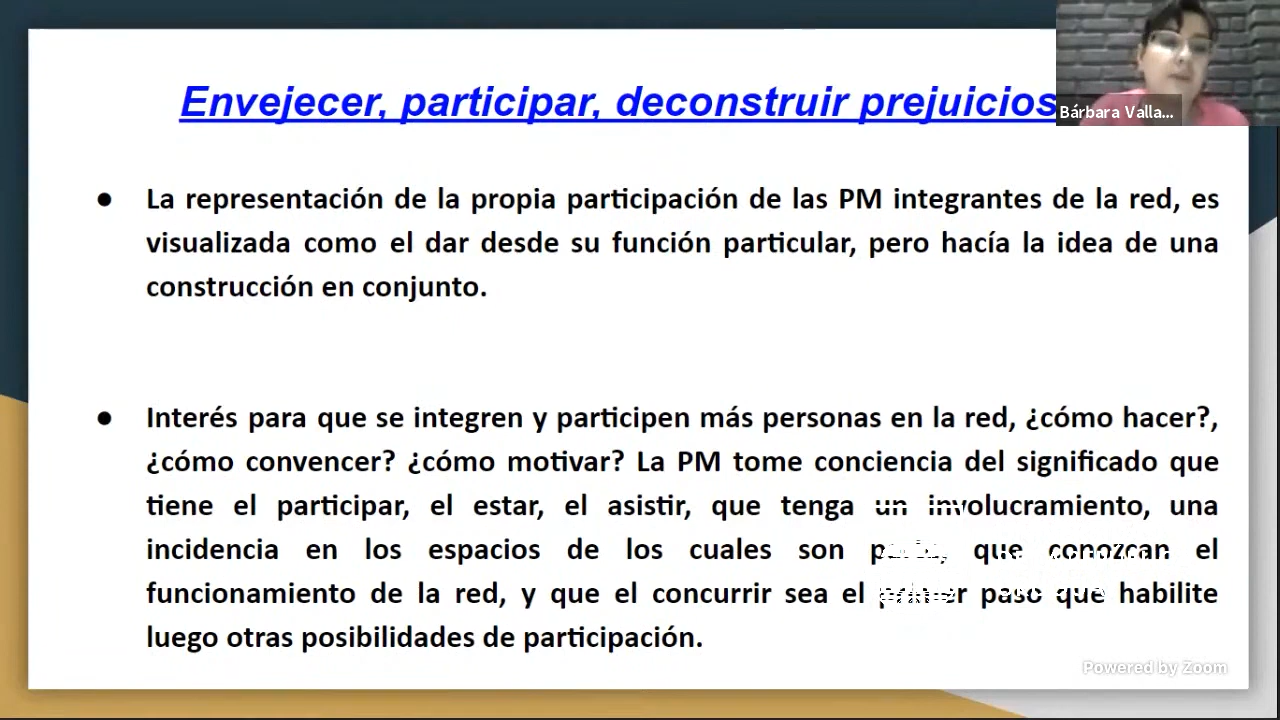 Envejecer, participar, deconstruir prejuicios
Bárbara Valla...
● La representación de la propia participación de las PM integrantes de la red, es
visualizada como el dar desde su función particular, pero hacía la idea de una
construcción en conjunto.
● Interés para que se integren y participen más personas en la red, ¿cómo hacer?,
¿cómo convencer? ¿cómo motivar? La PM tome conciencia del significado que
tiene el participar, el estar, el asistir, que tenga un involucramiento, una
incidencia en los espacios de los cuales son que conozcan el
funcionamiento de la red, y que el concurrir sea el primer paso que habilite
luego otras posibilidades de participación.
Powered by Zoom